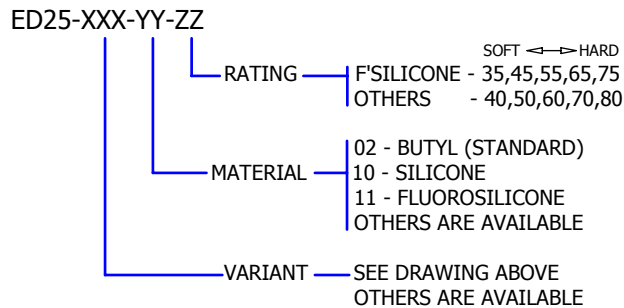 ED25-XXX-YY-ZZ
SOFT HARD
RATING F'SILICONE - 35,45,55,65,75
OTHERS - 40,50,60,70,80
02 - BUTYL (STANDARD)
MATERIAL 10 - SILICONE
11 - FLUOROSILICONE
OTHERS ARE AVAILABLE
VARIANT SEE DRAWING ABOVE
OTHERS ARE AVAILABLE